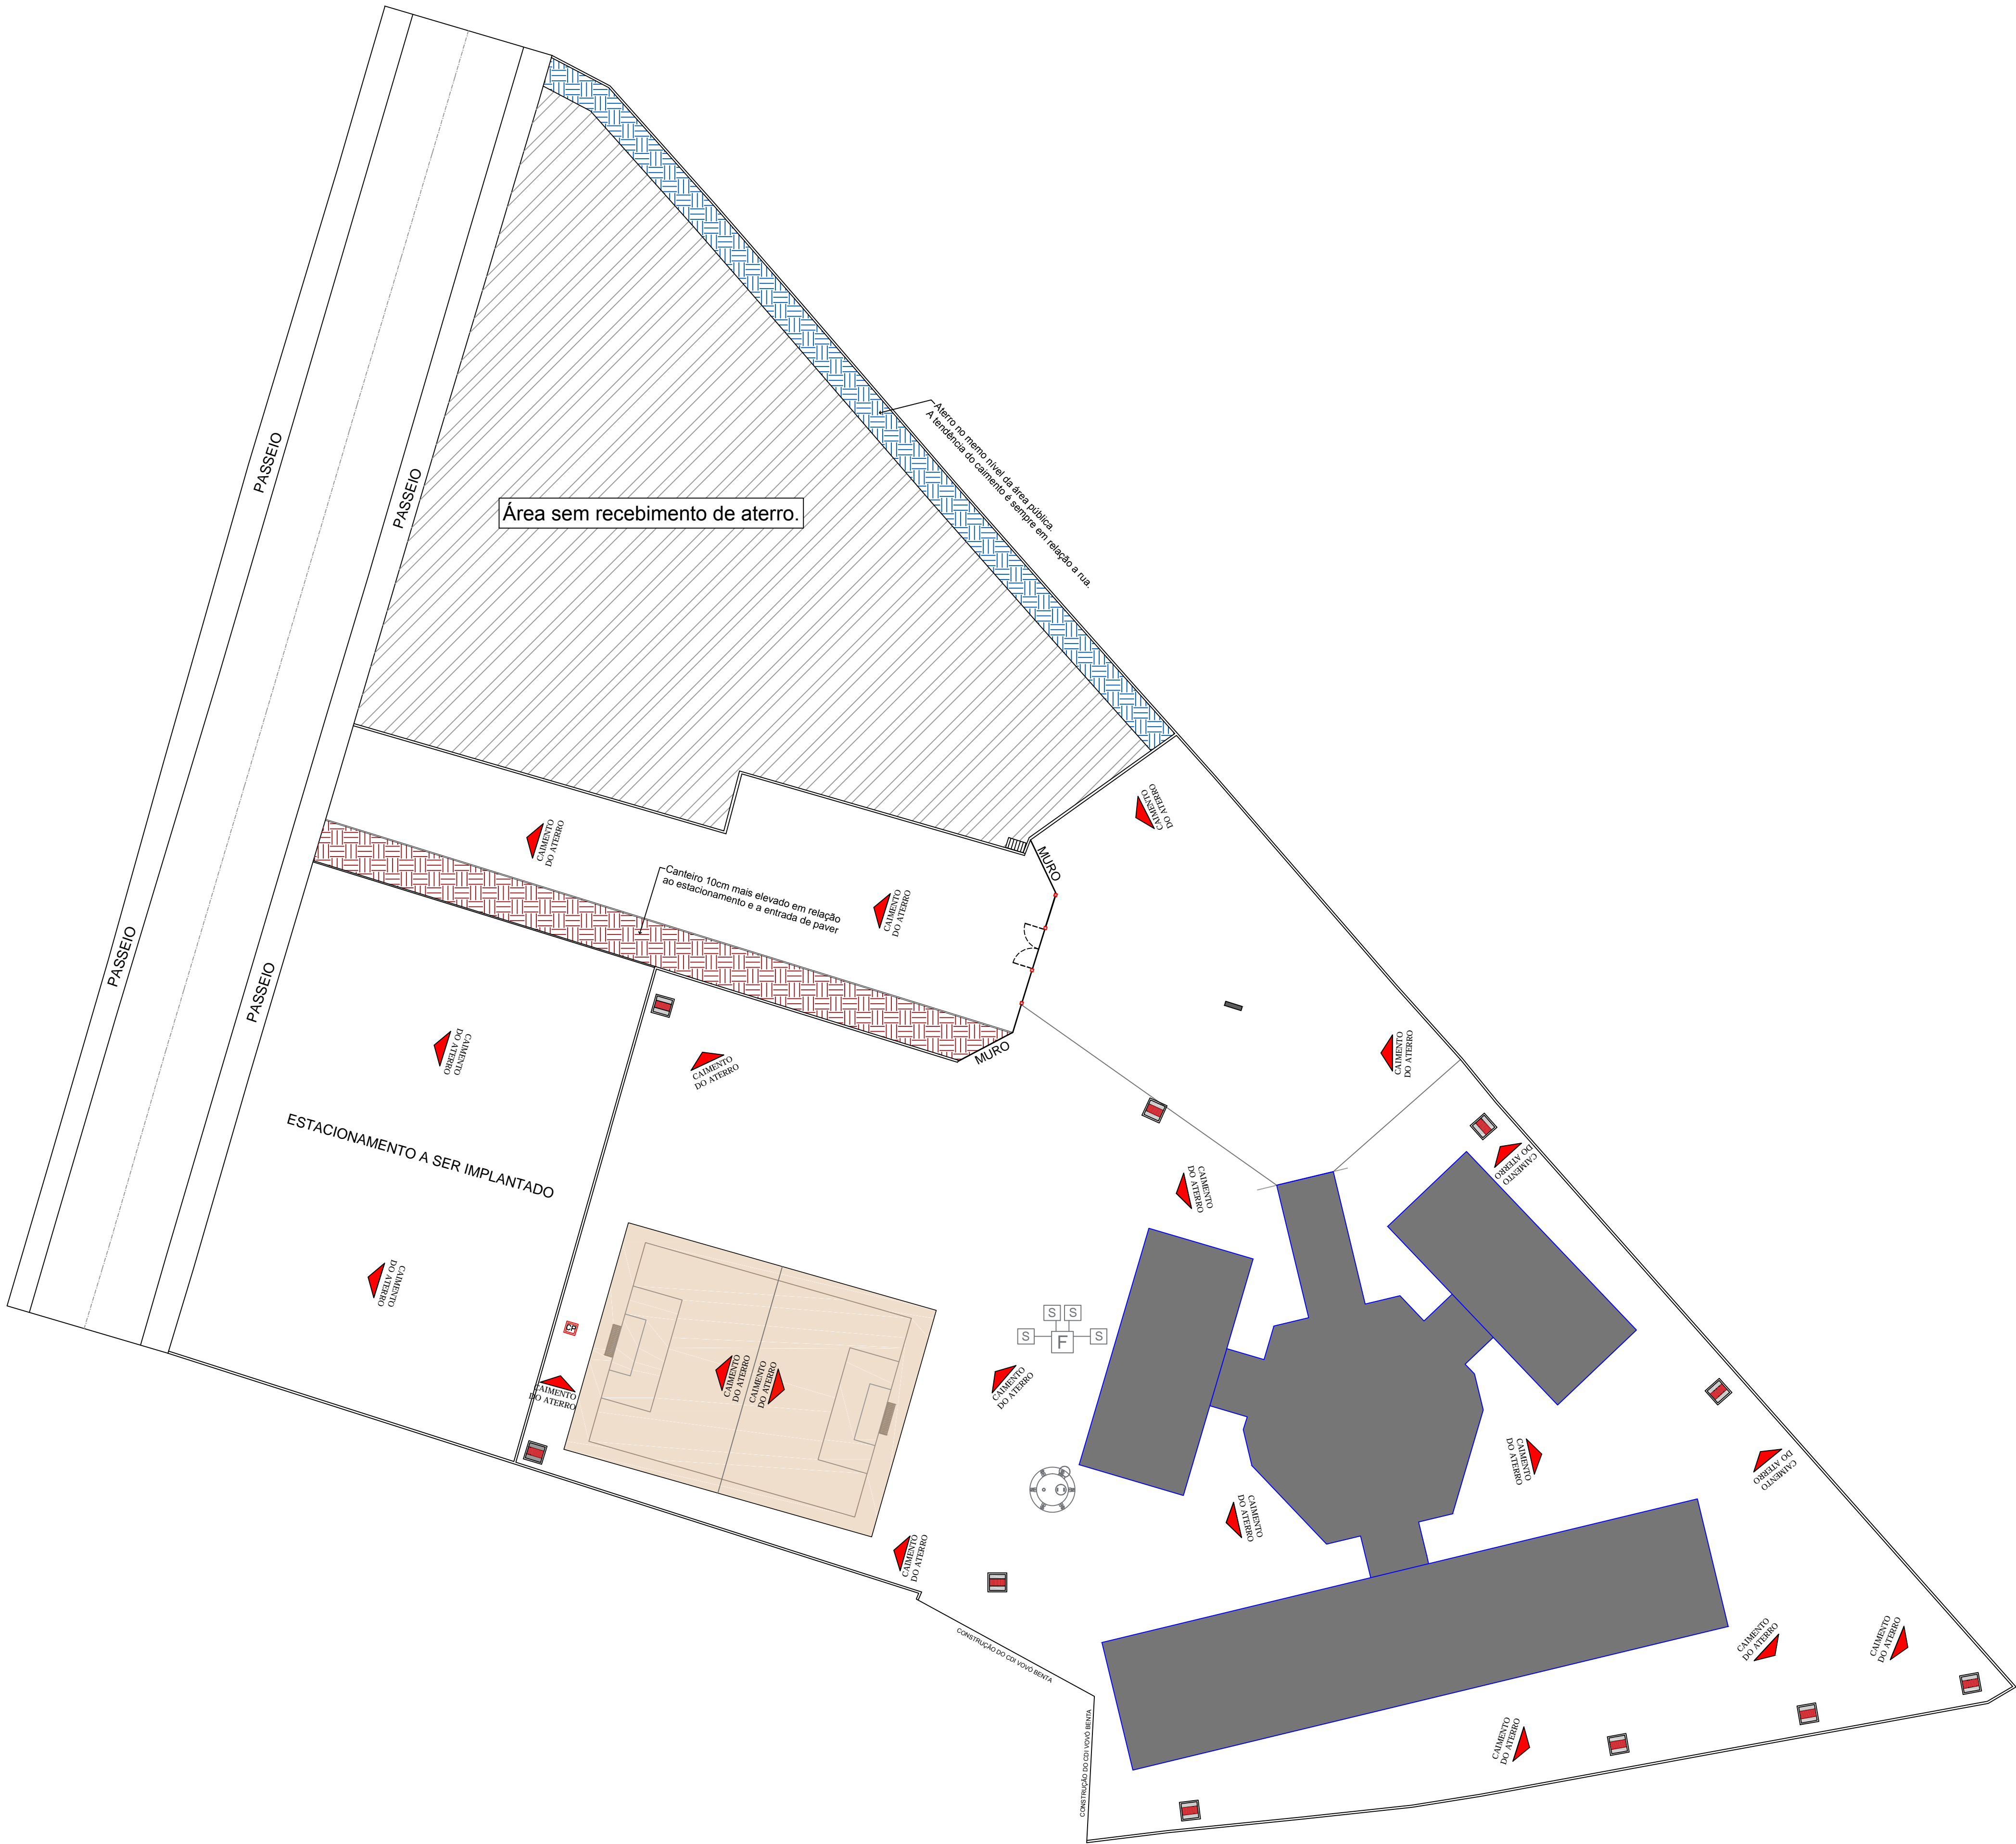 PASSEIO
PASSEIO
Área sem recebimento de aterro.
Aterro no memo nível da área pública.
A tendência do caimento é sempre em relação a rua.
CAIMENTO
DO ATERRO
CAIMENTO
DO ATERRO
MURO
Canteiro 10cm mais elevado em relação
ao estacionamento e a entrada de paver
CAIMENTO
DO ATERRO
PASSEIO
PASSEIO
CAIMENTO
DO ATERRO
CAIMENTO
DO ATERRO
MURO
CAIMENTO
DO ATERRO
ESTACIONAMENTO A SER IMPLANTADO
CAIMENTO
DO ATERRO
CAIMENTO
DO ATERRO
CAIMENTO
DO ATERRO
CP
S
S
S
F
S
CAIMENTO
DO ATERRO
CAIMENTO
DO ATERRO
CAIMENTO
DO ATERRO
CAIMENTO
DO ATERRO
CAIMENTO
DO ATERRO
CAIMENTO
DO ATERRO
CAIMENTO
DO ATERRO
CAIMENTO
DO ATERRO
CONSTRUÇÃO DO CDI VOVÓ BENTA
CONSTRUÇÃO DO CDI VOVÓ BENTA
CAIMENTO
DO ATERRO
CAIMENTO
DO ATERRO
CAIMENTO
DO ATERRO